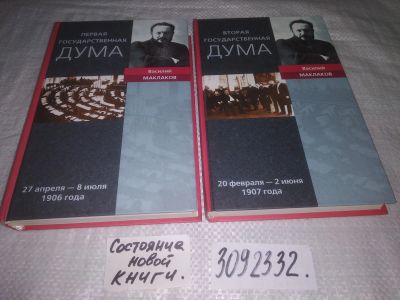 ПЕРВАЯ
ГОСУДАРСТВЕННАЯ
ДУМА
Василий
МАКЛАКОВ
27 апреля — 8 июля
1906 года
ВТОРАЯ
ГОСУДАРСТВЕННАЯ
ДУМА
Василий
МАКЛАКОВ
20 февраля — 2 июня
1907 года
Состояние
новой
книги.
3092332.